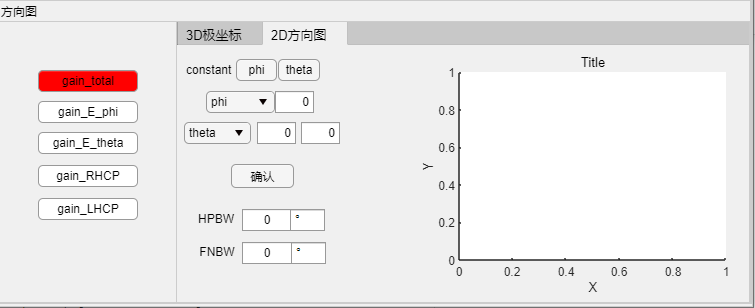 方向图
3D极坐标 2D方向图
gain_total
gain_E_phi
gain_E_theta
gain_RHCP
gain_LHCP
constant phi theta
phi 0
theta 0 0
确认
HPBW 0 °
FNBW 0 °
Title
Y
1
0.8
0.6
0.4
0.2
0
0 0.2 0.4 0.6 0.8 1
X